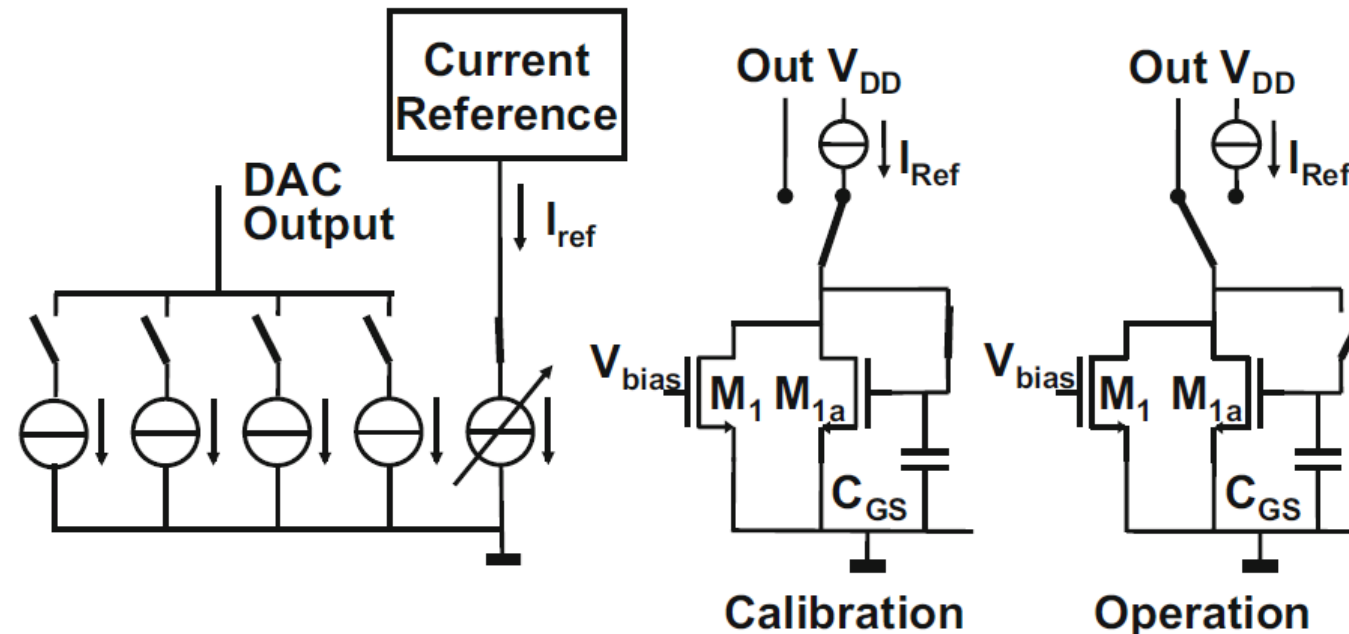 Current
Reference
DAC
Output
I_ref
Out V_DD
I_Ref
V_bias
M_1 M_1a
C_GS
Calibration
Out V_DD
I_Ref
V_bias
M_1 M_1a
C_GS
Operation